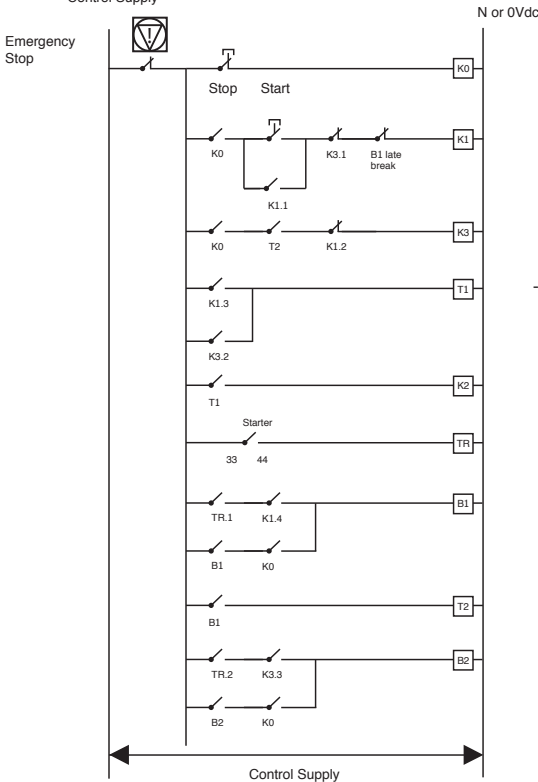 Control Supply
N or 0Vdc
Emergency
Stop
K0
Stop Start
K1
K0 K3.1 B1 late
break
K1.1
K3
K0 T2 K1.2
T1
K1.3
K3.2
K2
T1
Starter
TR
33 44
B1
TR.1 K1.4
B1 K0
T2
B1
B2
TR.2 K3.3
B2 K0
Control Supply